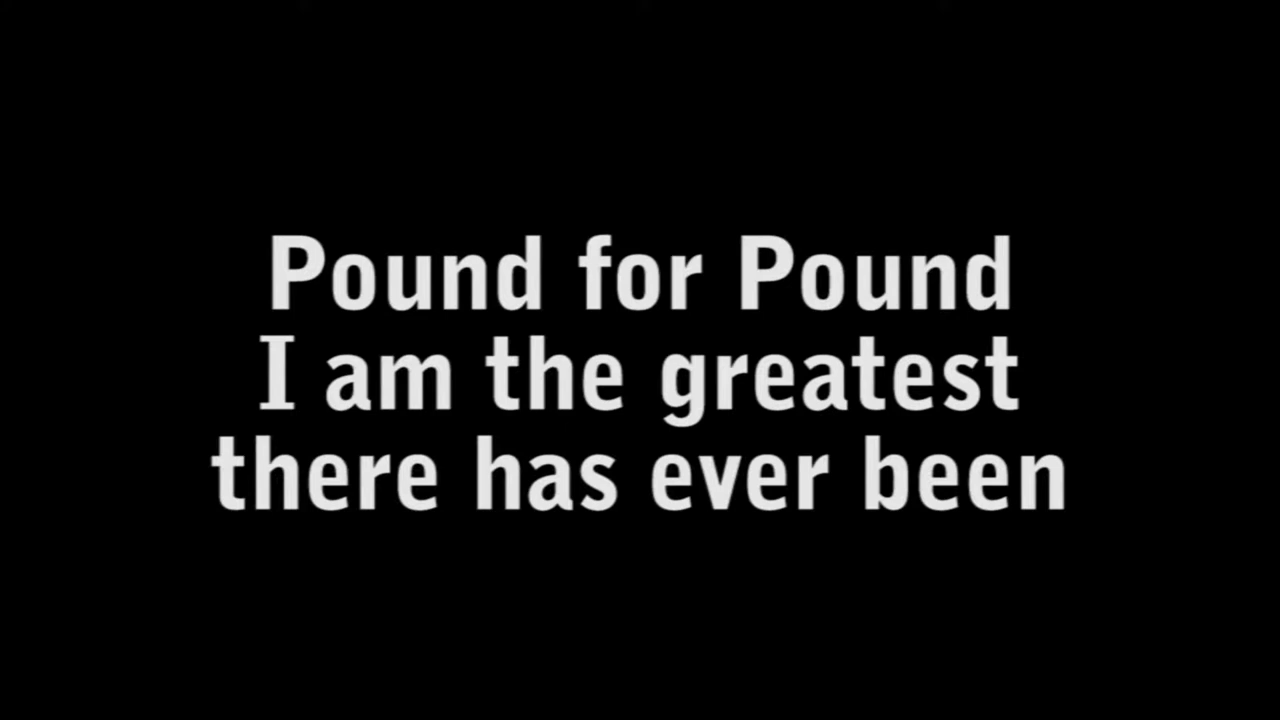 Pound for Pound
I am the greatest
there has ever been